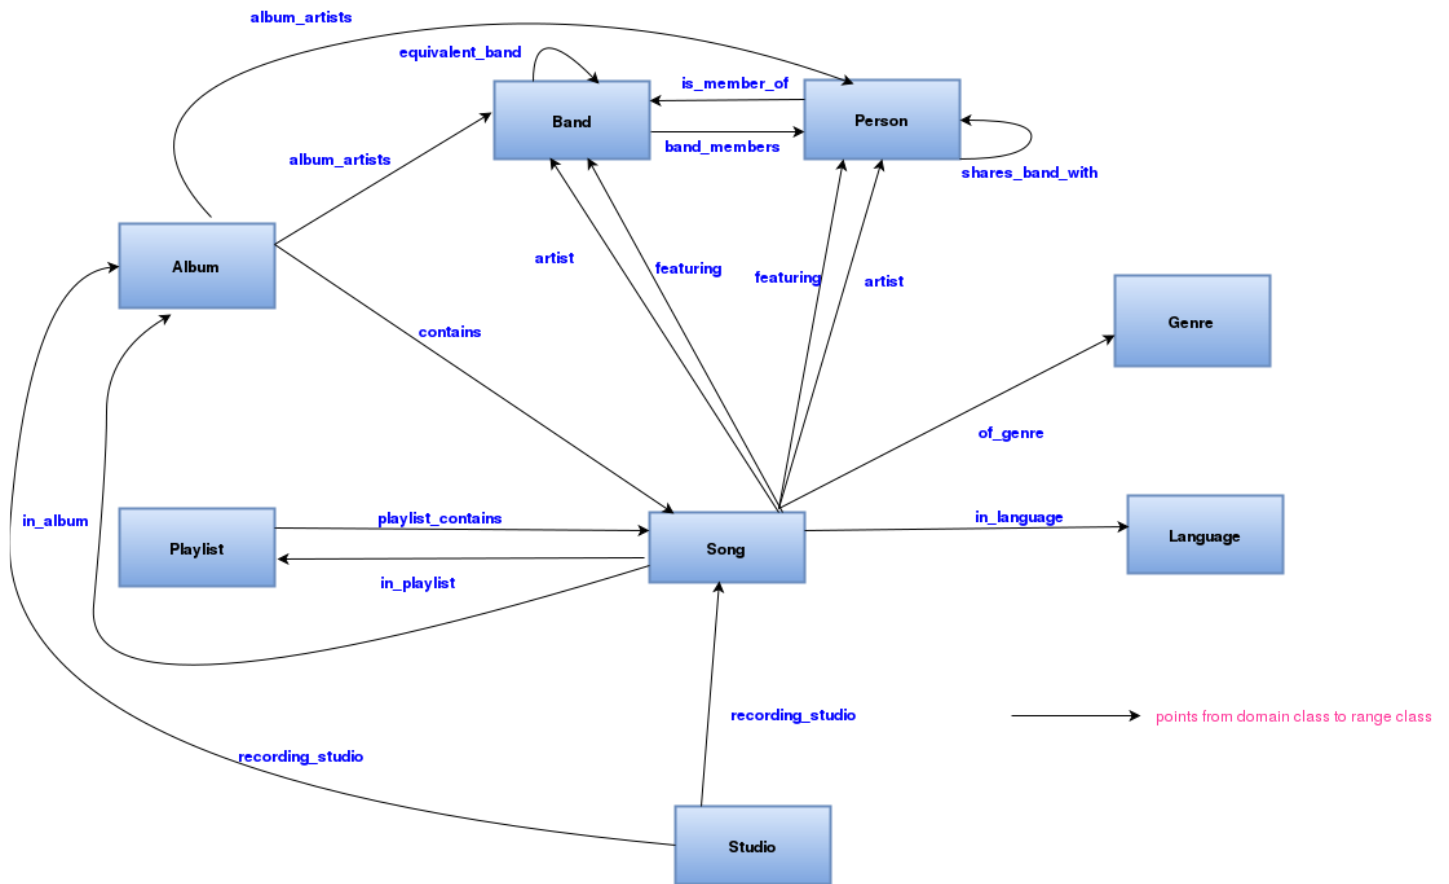 album_artists
equivalent_band
is_member_of
Band
Person
band_members
album_artists
shares_band_with
artist
featuring
featuring
artist
Album
Genre
contains
of_genre
in_album
playlist_contains
in_language
Playlist
Song
Language
in_playlist
recording_studio
points from domain class to range class
recording_studio
Studio